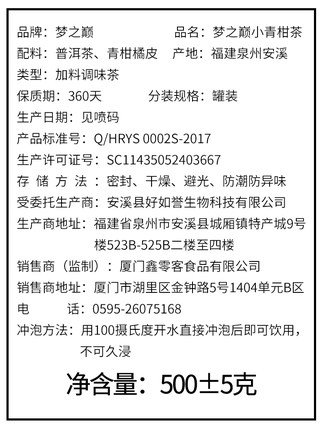 品牌：梦之巅 品名：梦之巅小青柑茶
配料：普洱茶、青柑橘皮 产地：福建泉州安溪
类型：加料调味茶
保质期：360天 分装规格：罐装
生产日期：见喷码
产品标准号：Q/HRYS 0002S-2017
生产许可证号：SC11435052403667
存 储 方 法 ：密封、干燥、避光、防潮防异味
受委托生产商：安溪县好如誉生物科技有限公司
生产商地址：福建省泉州市安溪县城厢镇特产城9号
楼523B-525B二楼至四楼
销售商（监制）：厦门鑫零客食品有限公司
销售商地址：厦门市湖里区金钟路5号1404单元B区
电 话：0595-26075168
冲泡方法：用100摄氏度开水直接冲泡后即可饮用，
不可久浸
净含量：500±5克